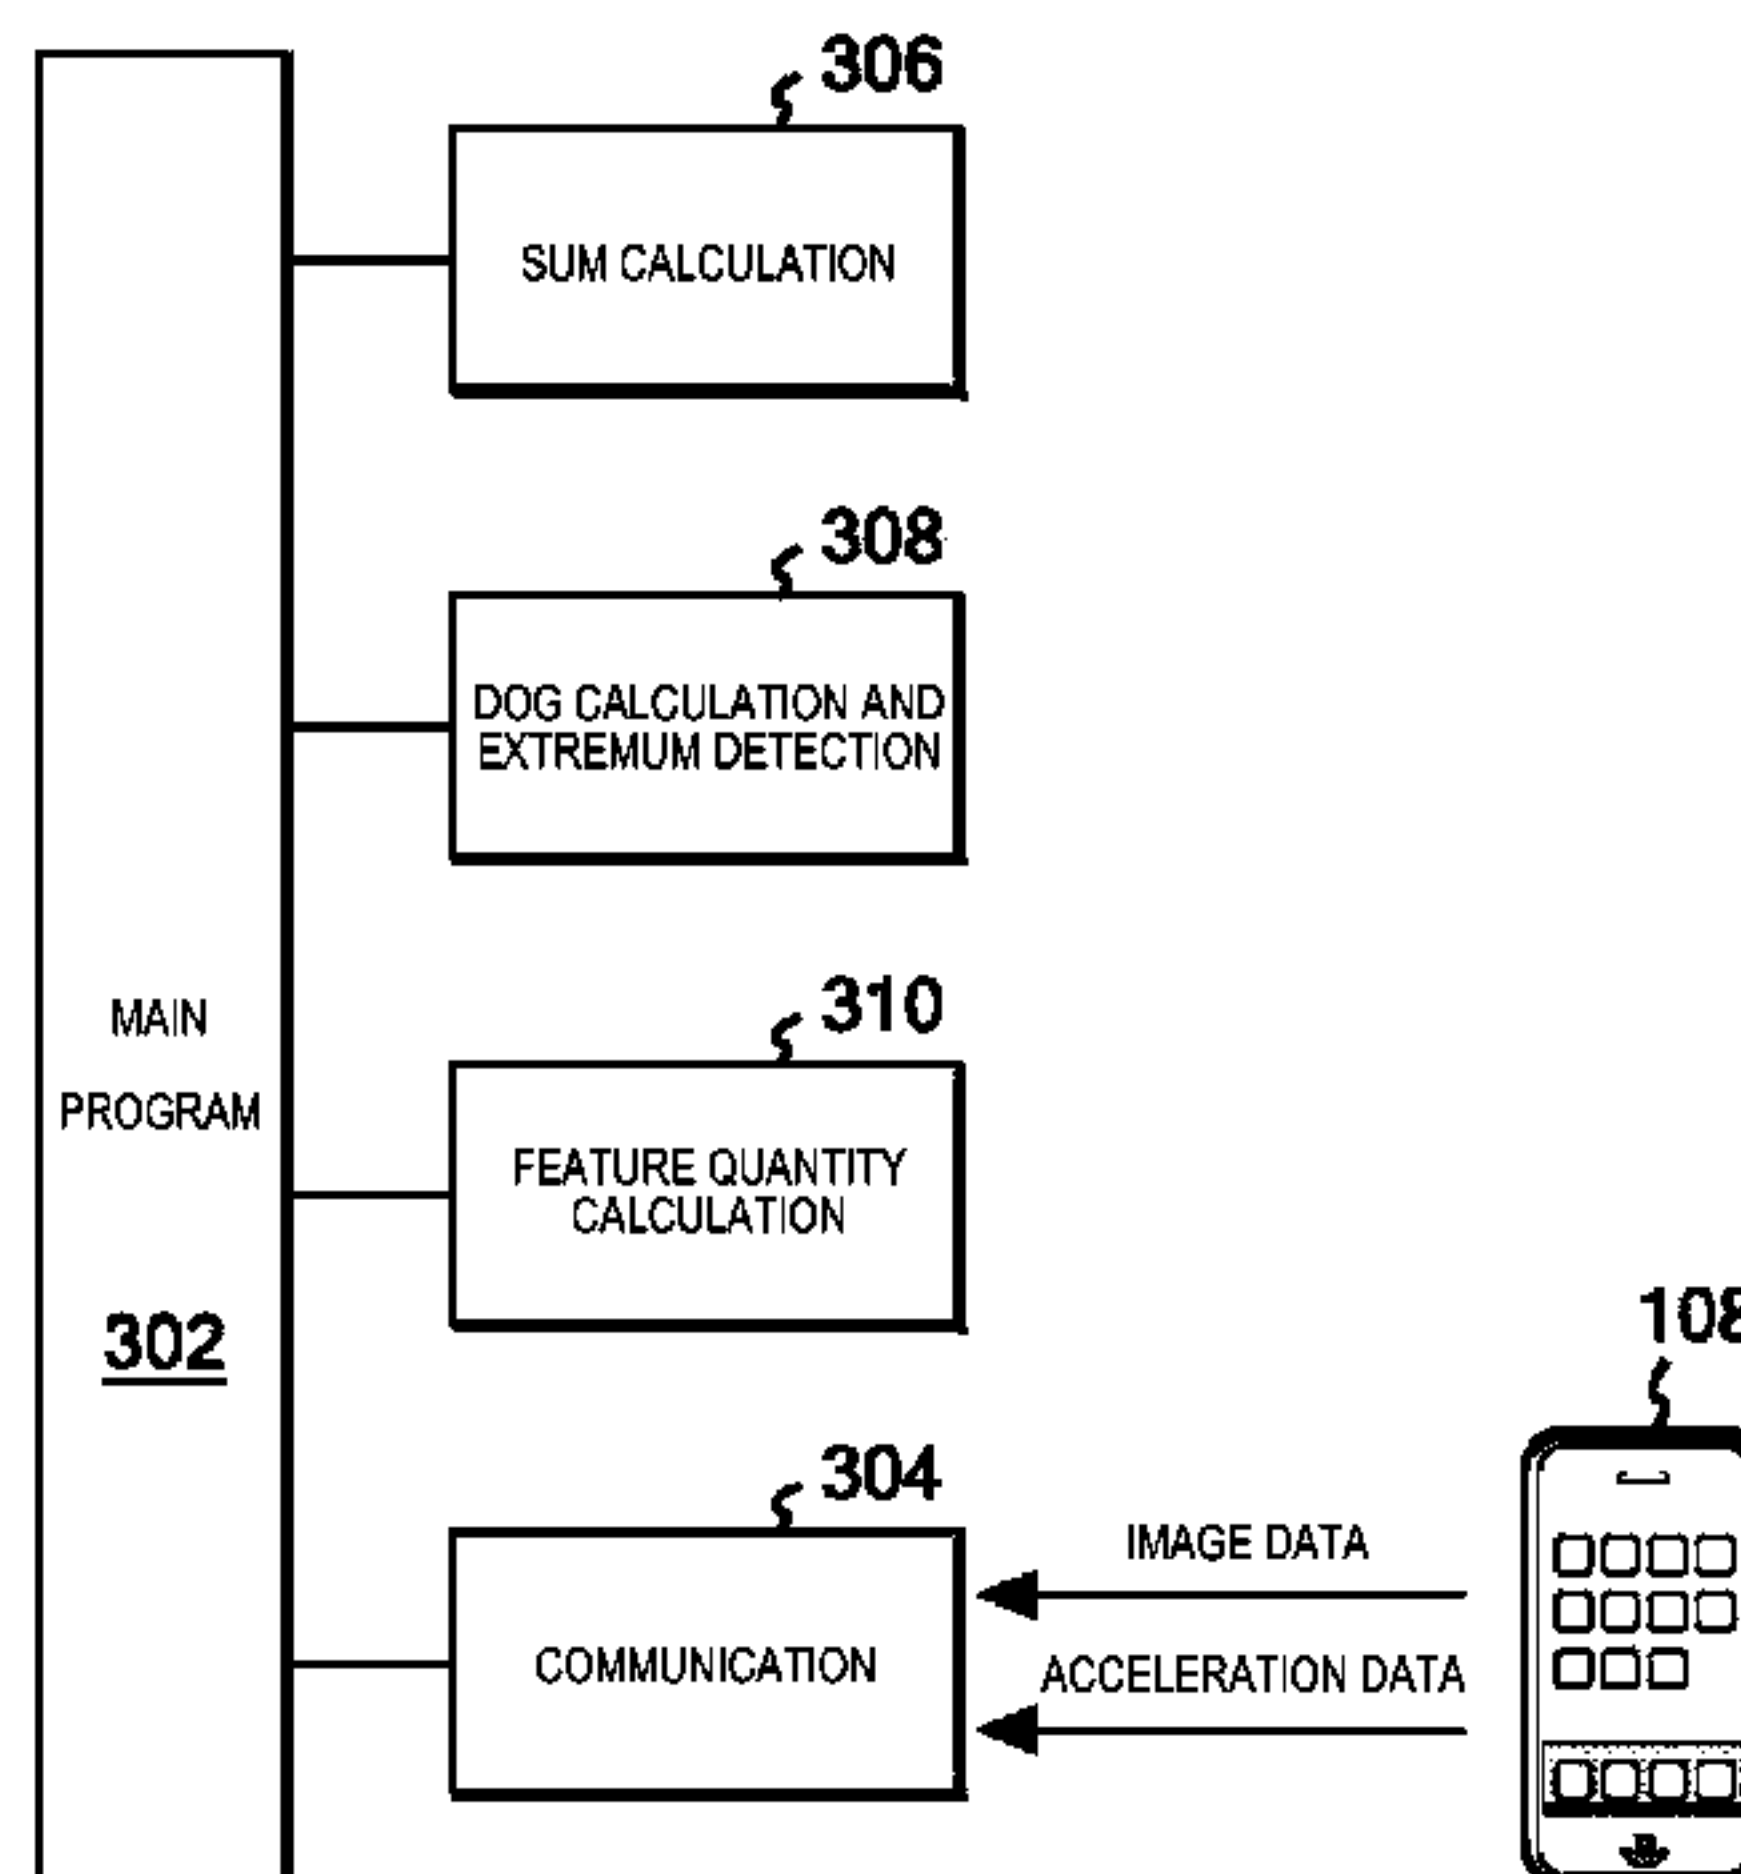 306
SUM CALCULATION
308
DOG CALCULATION AND
EXTREMUM DETECTION
310
FEATURE QUANTITY
CALCULATION
MAIN
PROGRAM
302
304
COMMUNICATION
IMAGE DATA
ACCELERATION DATA
108